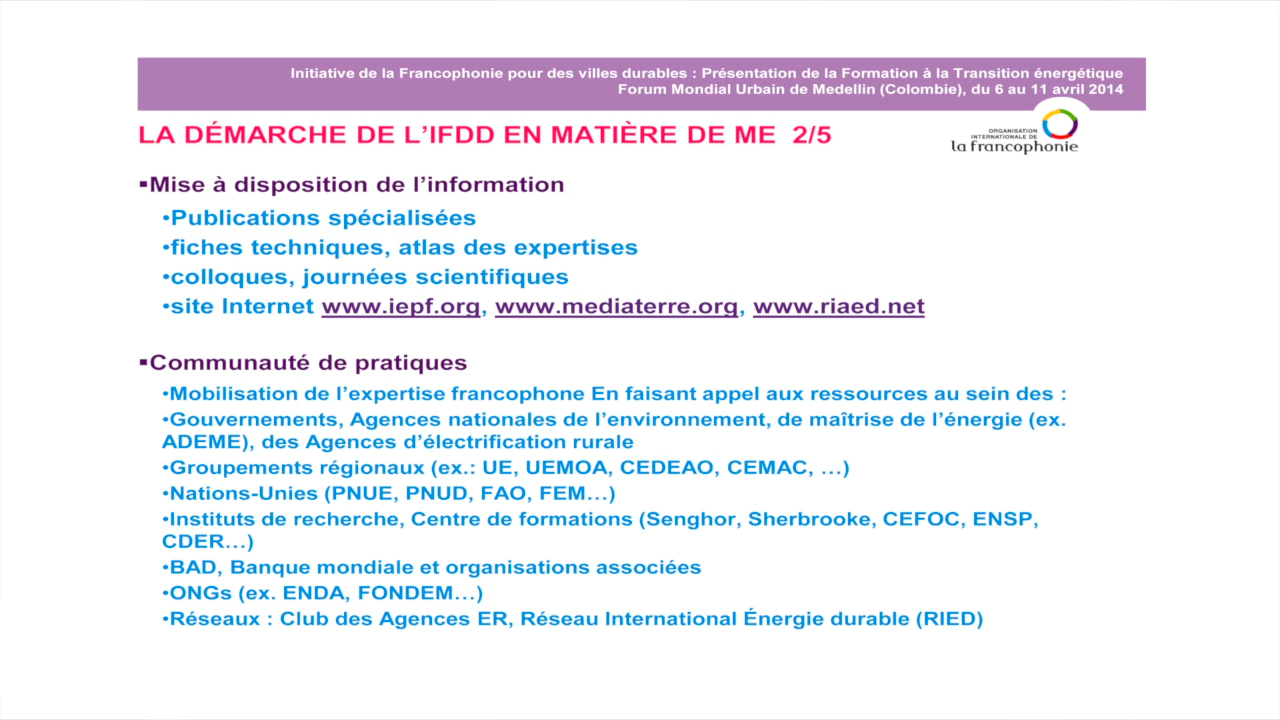 Initiative de la Francophonie pour des villes durables : Présentation de la Formation à la Transition énergétique
Forum Mondial Urbain de Medellin (Colombie), du 6 au 11 avril 2014
LA DÉMARCHE DE L’IFDD EN MATIÈRE DE ME 2/5
ORGANISATION
INTERNATIONALE DE
la francophonie
▪Mise à disposition de l’information
•Publications spécialisées
•fiches techniques, atlas des expertises
•colloques, journées scientifiques
•site Internet www.iepf.org, www.mediaterre.org, www.riaed.net
▪Communauté de pratiques
•Mobilisation de l’expertise francophone En faisant appel aux ressources au sein des :
•Gouvernements, Agences nationales de l’environnement, de maîtrise de l’énergie (ex.
ADEME), des Agences d’électrification rurale
•Groupements régionaux (ex.: UE, UEMOA, CEDEAO, CEMAC, …)
•Nations-Unies (PNUE, PNUD, FAO, FEM…)
•Instituts de recherche, Centre de formations (Senghor, Sherbrooke, CEFOC, ENSP,
CDER…)
•BAD, Banque mondiale et organisations associées
•ONGs (ex. ENDA, FONDEM…)
•Réseaux : Club des Agences ER, Réseau International Énergie durable (RIED)